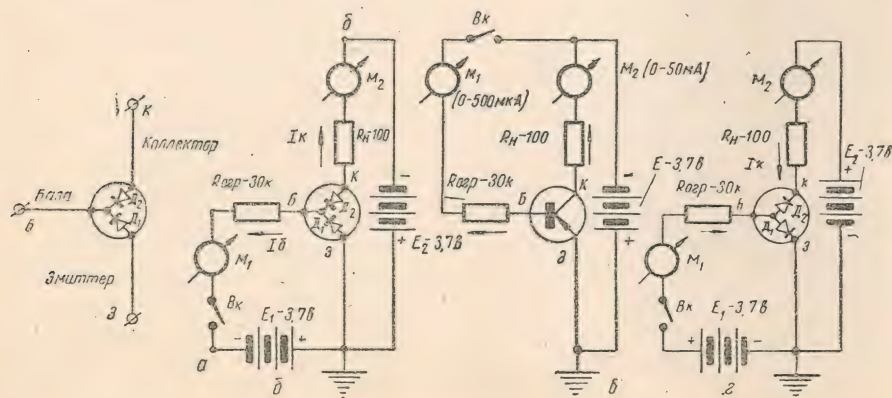 К
Коллектор
База
Б
Д2
Д1
Эмиттер
Э
б
М2
Iк
Rн-100
К
Rогр-30к
Б
Д2
Д1
Э
Iб
М1
Вк
Е1-3,7в
- +
а
б
-
+ Е2-3,7в
Вк
М1
(0-500мкА)
М2 (0-50мА)
Rн-100
Rогр-30к
К
Б
Э
-
Е-3,7в
+
в
М2
Rн-100
Iк
Е2-3,7в
+
-
Rогр-30к
к
Д2
Д1
Э
М1
Вк
Е1-3,7в
+ -
г